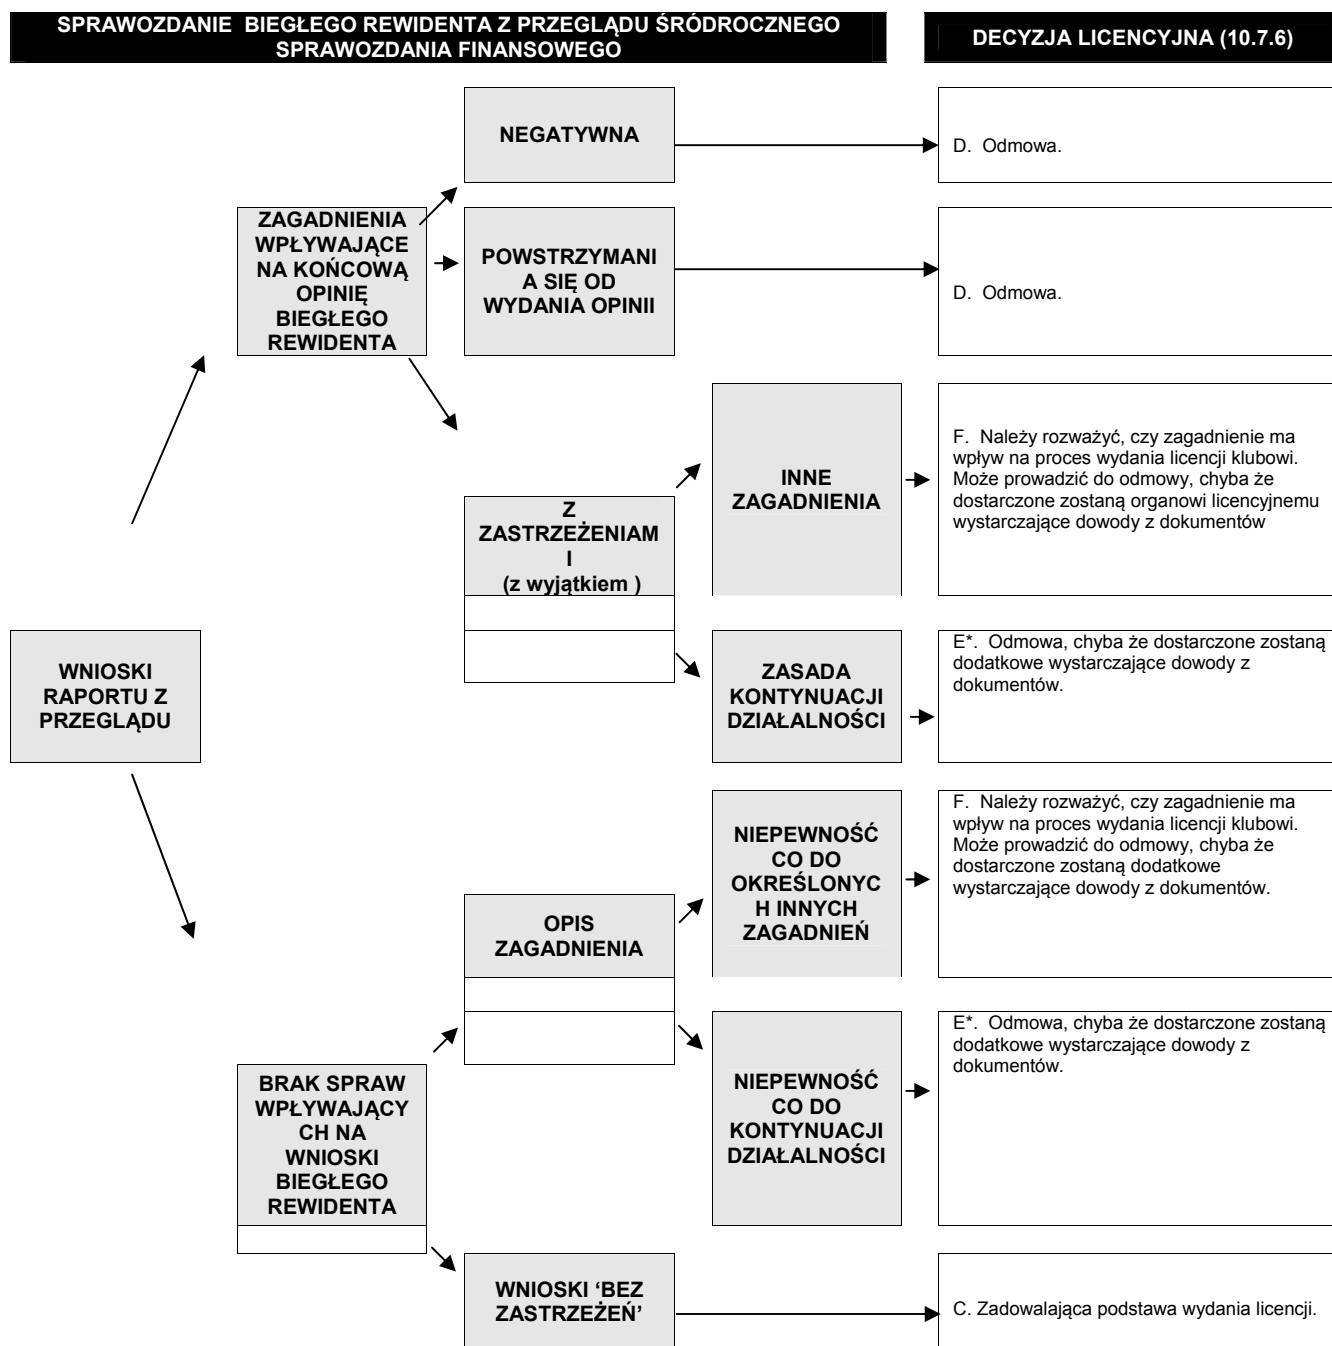 SPRAWOZDANIE BIEGŁEGO REWIDENTA Z PRZEGLĄDU ŚRÓDROCZNEGO
SPRAWOZDANIA FINANSOWEGO
DECYZJA LICENCYJNA (10.7.6)
NEGATYWNA
D. Odmowa.
ZAGADNIENIA
WPŁYWAJĄCE
NA KOŃCOWĄ
OPINIĘ
BIEGŁEGO
REWIDENTA
POWSTRZYMANI
A SIĘ OD
WYDANIA OPINII
D. Odmowa.
Z
ZASTRZEŻENIAM
I
(z wyjątkiem )
INNE
ZAGADNIENIA
F. Należy rozważyć, czy zagadnienie ma
wpływ na proces wydania licencji klubowi.
Może prowadzić do odmowy, chyba że
dostarczone zostaną organowi licencyjnemu
wystarczające dowody z dokumentów
WNIOSKI
RAPORTU Z
PRZEGLĄDU
ZASADA
KONTYNUACJI
DZIAŁALNOŚCI
E*. Odmowa, chyba że dostarczone zostaną
dodatkowe wystarczające dowody z
dokumentów.
OPIS
ZAGADNIENIA
NIEPEWNOŚĆ
CO DO
OKREŚLONYC
H INNYCH
ZAGADNIEŃ
F. Należy rozważyć, czy zagadnienie ma
wpływ na proces wydania licencji klubowi.
Może prowadzić do odmowy, chyba że
dostarczone zostaną dodatkowe
wystarczające dowody z dokumentów.
BRAK SPRAW
WPŁYWAJĄCY
CH NA
WNIOSKI
BIEGŁEGO
REWIDENTA
NIEPEWNOŚĆ
CO DO
KONTYNUACJI
DZIAŁALNOŚCI
E*. Odmowa, chyba że dostarczone zostaną
dodatkowe wystarczające dowody z
dokumentów.
WNIOSKI ‘BEZ
ZASTRZEŻEŃ’
C. Zadowalająca podstawa wydania licencji.